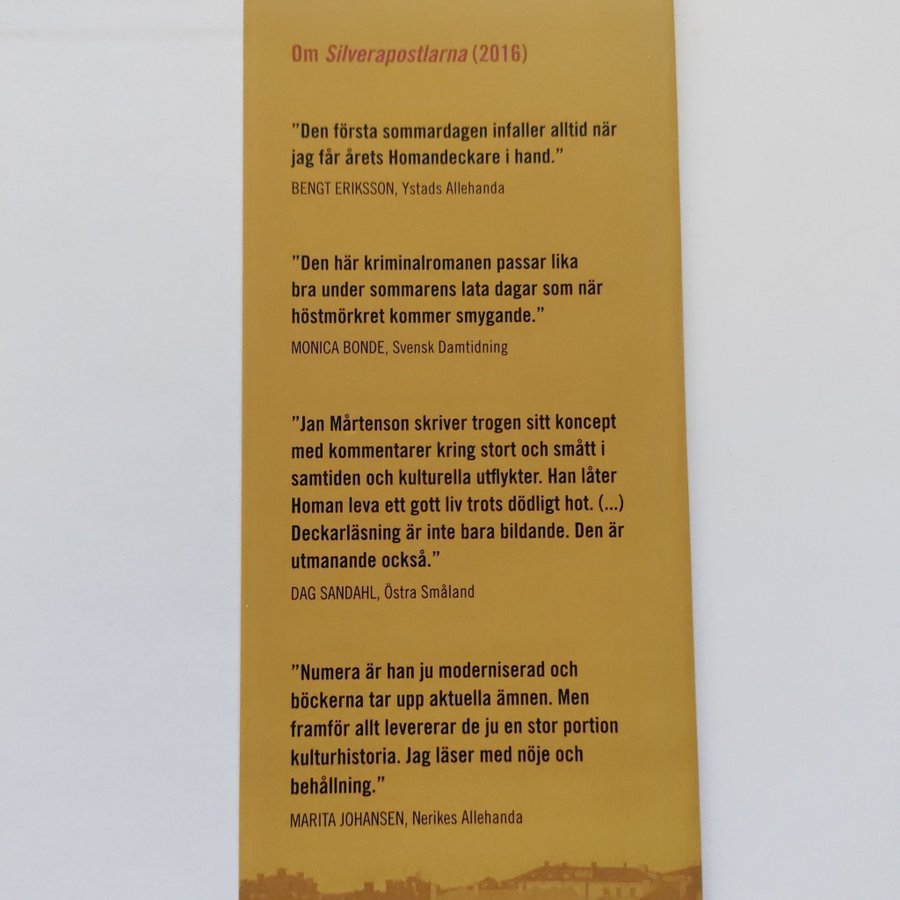 Om Silverapostlarna (2016)
”Den första sommardagen infaller alltid när
jag får årets Homandeckare i hand.”
BENGT ERIKSSON, Ystads Allehanda
”Den här kriminalromanen passar lika
bra under sommarens lata dagar som när
höstmörkret kommer smygande.”
MONICA BONDE, Svensk Damtidning
”Jan Mårtenson skriver trogen sitt koncept
med kommentarer kring stort och smått i
samtiden och kulturella utflykter. Han låter
Homan leva ett gott liv trots dödligt hot. (...)
Deckarläsning är inte bara bildande. Den är
utmanande också.”
DAG SANDAHL, Östra Småland
”Numera är han ju moderniserad och
böckerna tar upp aktuella ämnen. Men
framför allt levererar de ju en stor portion
kulturhistoria. Jag läser med nöje och
behållning.”
MARITA JOHANSEN, Nerikes Allehanda